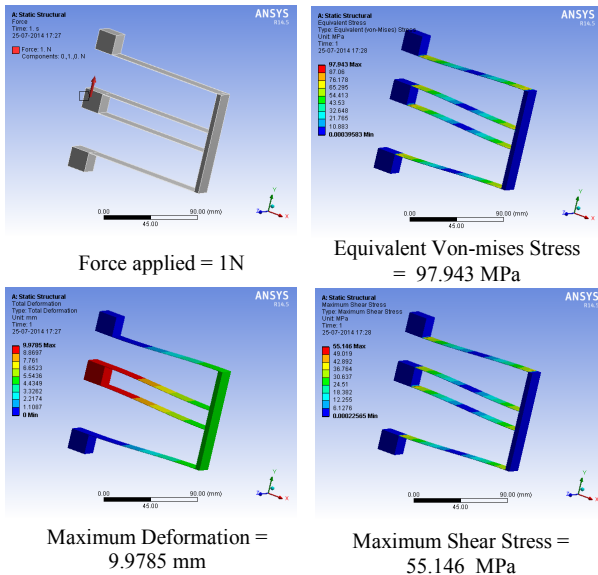 A: Static Structural
Force
Time: 1. s
25-07-2014 17:27
Force: 1. N
Components: 0.,1.,0. N
ANSYS
R14.5
Y
Z
X
0.00
90.00 (mm)
45.00
Force applied = 1N
A: Static Structural
Equivalent Stress
Type: Equivalent (von-Mises) Stress
Unit: MPa
Time: 1
25-07-2014 17:28
97.943 Max
87.06
76.178
65.295
54.413
43.53
32.648
21.765
10.883
0.00039583 Min
ANSYS
R14.5
Y
Z
X
0.00
90.00 (mm)
45.00
Equivalent Von-mises Stress
= 97.943 MPa
A: Static Structural
Total Deformation
Type: Total Deformation
Unit: mm
Time: 1
25-07-2014 17:27
9.9785 Max
8.8697
7.761
6.6523
5.5436
4.4349
3.3262
2.2174
1.1087
0 Min
ANSYS
R14.5
Y
Z
X
0.00
90.00 (mm)
45.00
Maximum Deformation =
9.9785 mm
A: Static Structural
Maximum Shear Stress
Type: Maximum Shear Stress
Unit: MPa
Time: 1
25-07-2014 17:28
55.146 Max
49.019
42.892
36.764
30.637
24.51
18.382
12.255
6.1276
0.00022565 Min
ANSYS
R14.5
Y
Z
X
0.00
90.00 (mm)
45.00
Maximum Shear Stress =
55.146 MPa